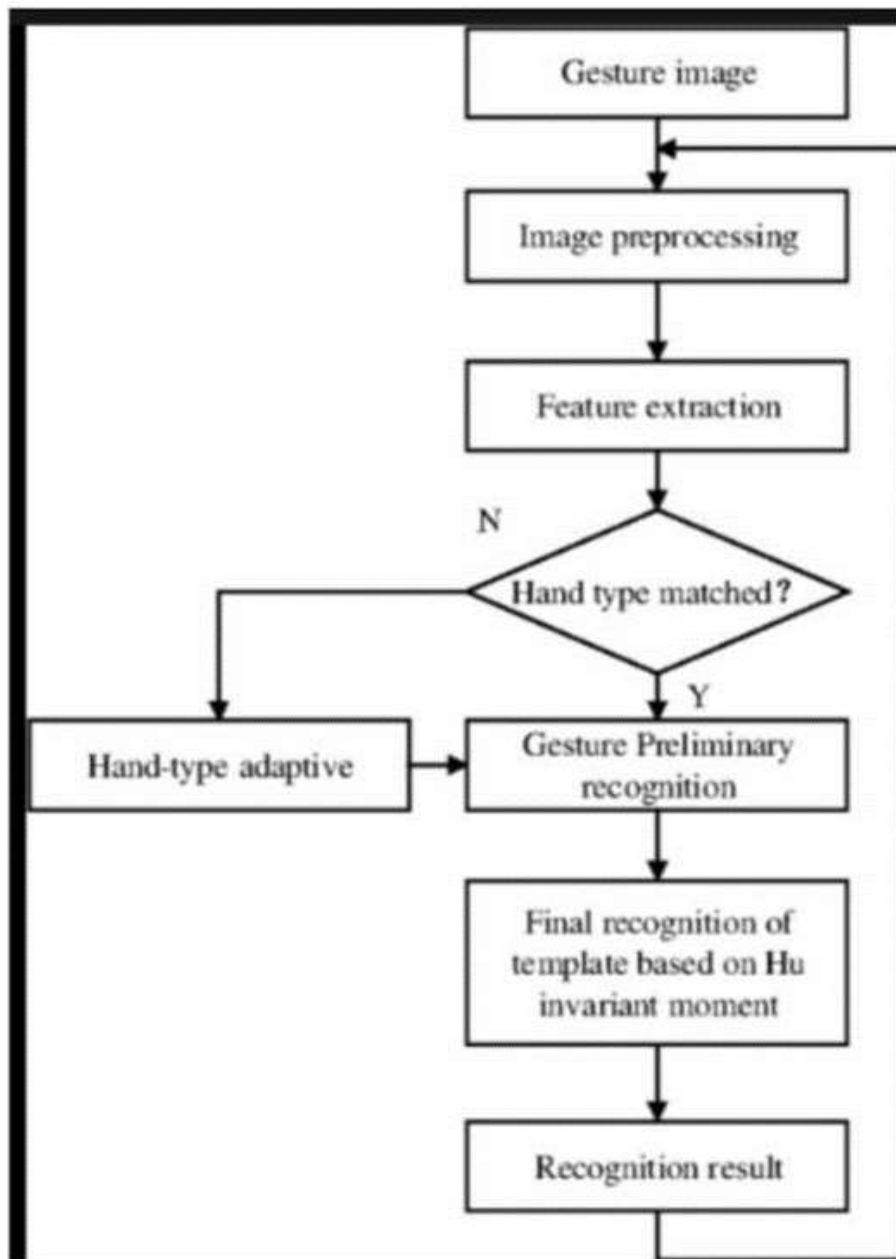 Gesture image
Image preprocessing
Feature extraction
N
Hand type matched?
Y
Hand-type adaptive
Gesture Preliminary
recognition
Final recognition of
template based on Hu
invariant moment
Recognition result